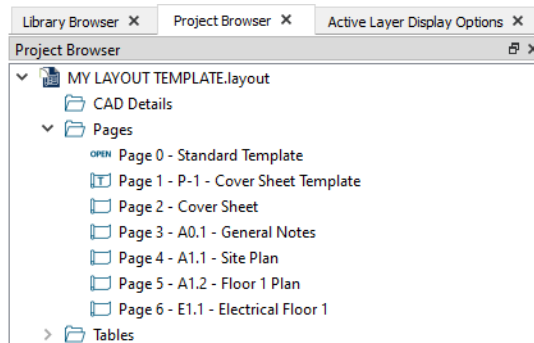 Library Browser X Project Browser X Active Layer Display Options X
Project Browser
MY LAYOUT TEMPLATE.layout
CAD Details
Pages
OPEN Page 0 - Standard Template
T Page 1 - P-1 - Cover Sheet Template
Page 2 - Cover Sheet
Page 3 - A0.1 - General Notes
Page 4 - A1.1 - Site Plan
Page 5 - A1.2 - Floor 1 Plan
Page 6 - E1.1 - Electrical Floor 1
Tables